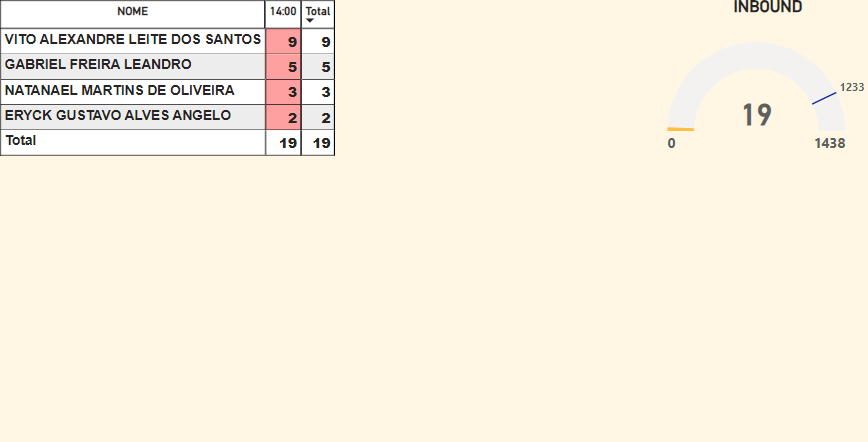 NOME 14:00 Total
VITO ALEXANDRE LEITE DOS SANTOS 9 9
GABRIEL FREIRA LEANDRO 5 5
NATANAEL MARTINS DE OLIVEIRA 3 3
ERYCK GUSTAVO ALVES ANGELO 2 2
Total 19 19
INBOUND
1233
19
0 1438